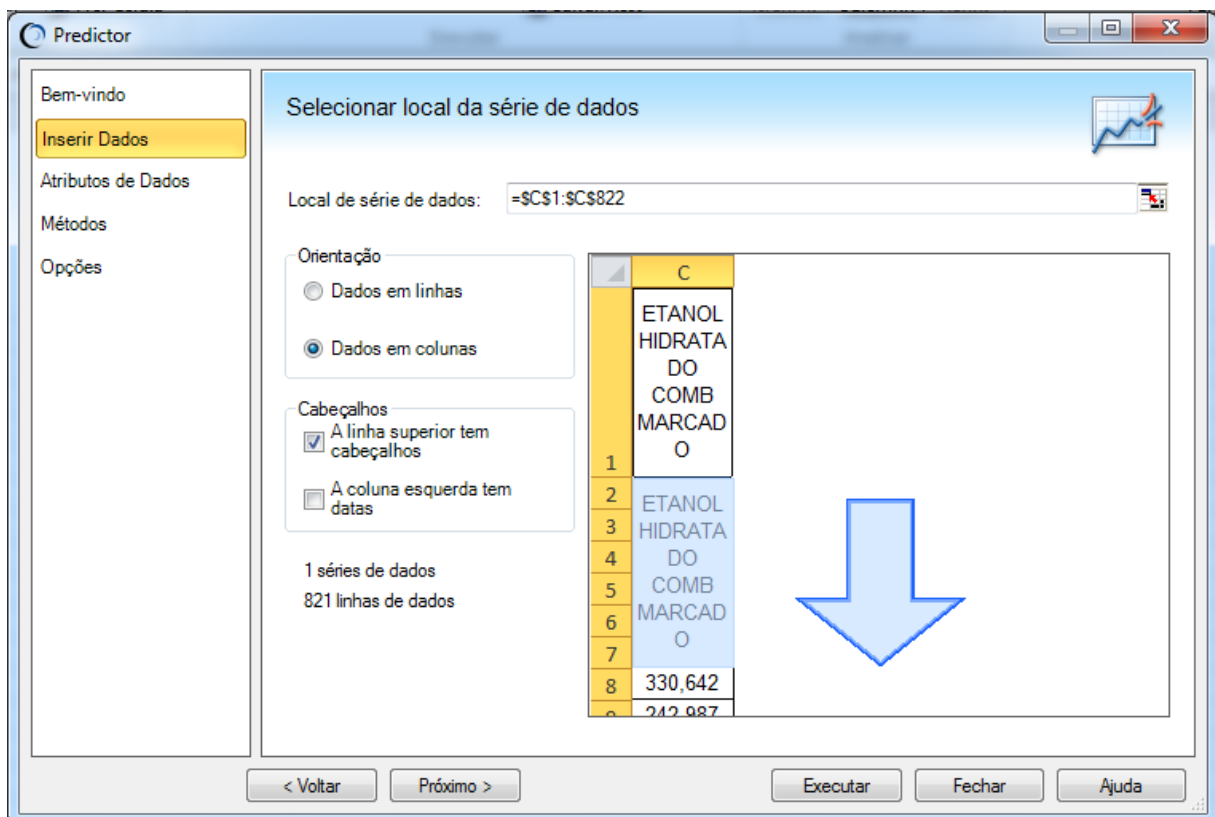 Predictor
Bem-vindo
Inserir Dados
Atributos de Dados
Métodos
Opções
Selecionar local da série de dados
Local de série de dados: =$C$1:$C$822
Orientação
Dados em linhas
Dados em colunas
Cabeçalhos
A linha superior tem
cabeçalhos
A coluna esquerda tem
datas
1 séries de dados
821 linhas de dados
C
ETANOL
HIDRATA
DO
COMB
MARCAD
O
1
2
3
4
5
6
7
ETANOL
HIDRATA
DO
COMB
MARCAD
O
8 330,642
242,987
< Voltar
Próximo >
Executar
Fechar
Ajuda